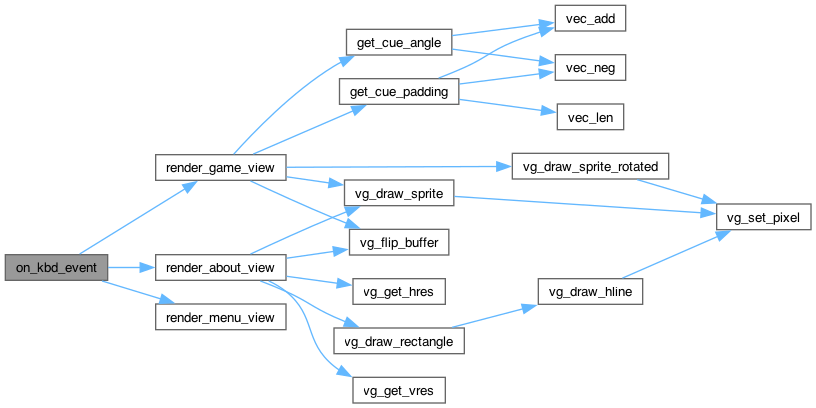 vec_add
get_cue_angle
vec_neg
get_cue_padding
vec_len
render_game_view
vg_draw_sprite_rotated
vg_draw_sprite
vg_set_pixel
vg_flip_buffer
on_kbd_event
render_about_view
vg_get_hres
vg_draw_hline
render_menu_view
vg_draw_rectangle
vg_get_vres